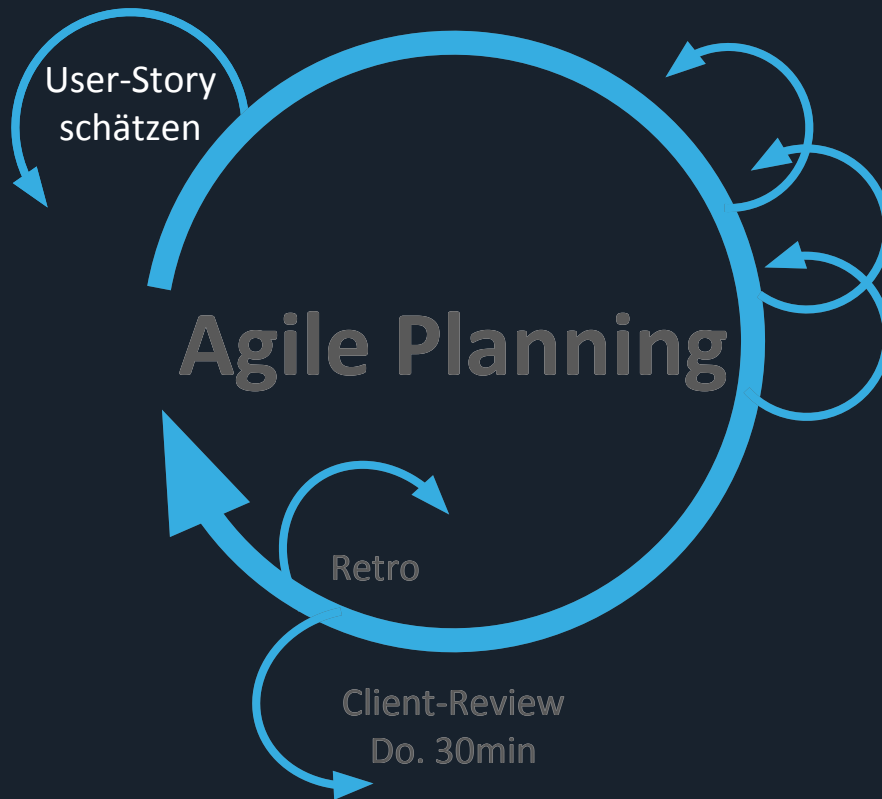 User-Story
schätzen
Agile Planning
Retro
Client-Review
Do. 30min